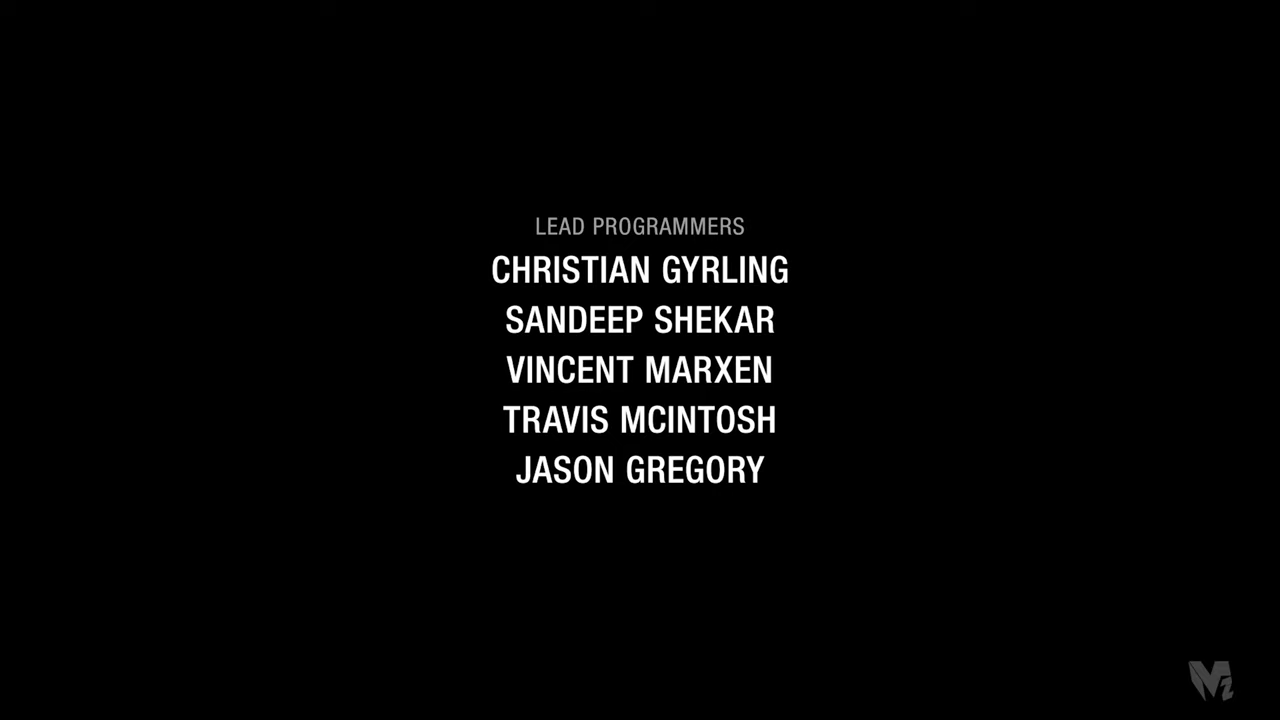 LEAD PROGRAMMERS
CHRISTIAN GYRLING
SANDEEP SHEKAR
VINCENT MARXEN
TRAVIS MCINTOSH
JASON GREGORY